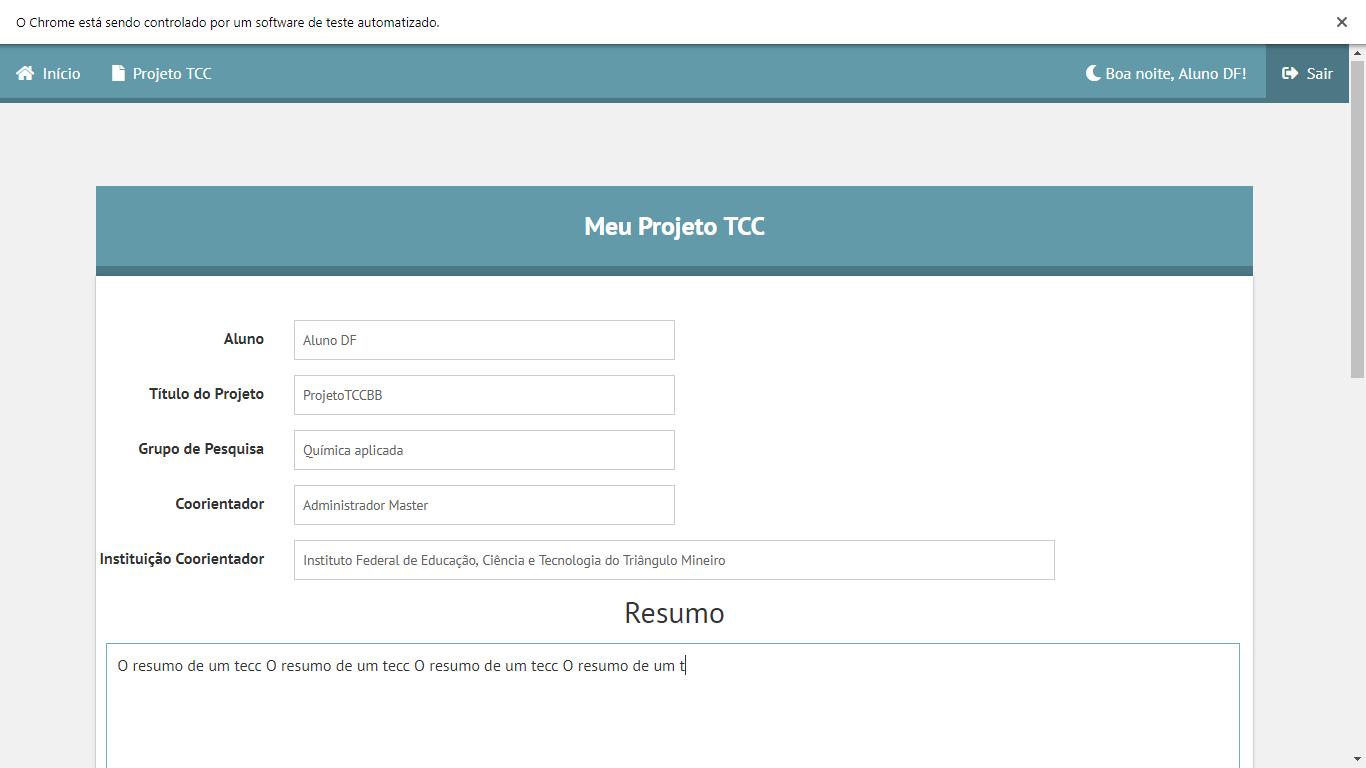 O Chrome está sendo controlado por um software de teste automatizado.
Início Projeto TCC Boa noite, Aluno DF! Sair
Meu Projeto TCC
Aluno Aluno DF
Título do Projeto ProjetoTCCBB
Grupo de Pesquisa Química aplicada
Coorientador Administrador Master
Instituição Coorientador Instituto Federal de Educação, Ciência e Tecnologia do Triângulo Mineiro
Resumo
O resumo de um tecc O resumo de um tecc O resumo de um tecc O resumo de um t